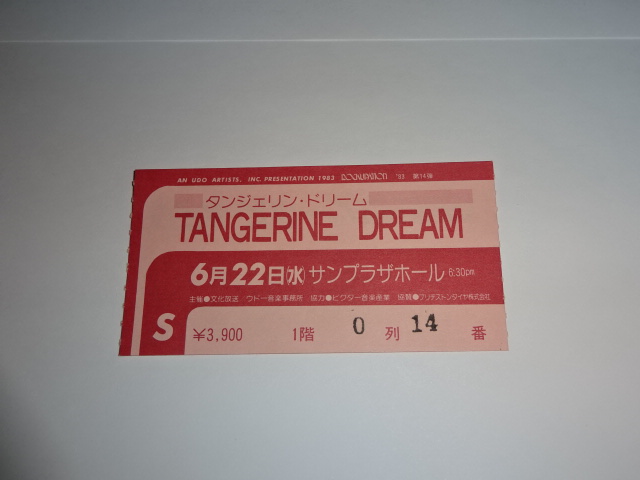 AN UDO ARTISTS, INC. PRESENTATION 1983 ROCKUPATION '83 第14弾
タンジェリン・ドリーム
TANGERINE DREAM
6月22日(水) サンプラザホール 6:30pm
主催●文化放送 ウドー音楽事務所 協力●ビクター音楽産業 協賛●ブリヂストンタイヤ株式会社
S ¥3,900 1階 0 列 14 番